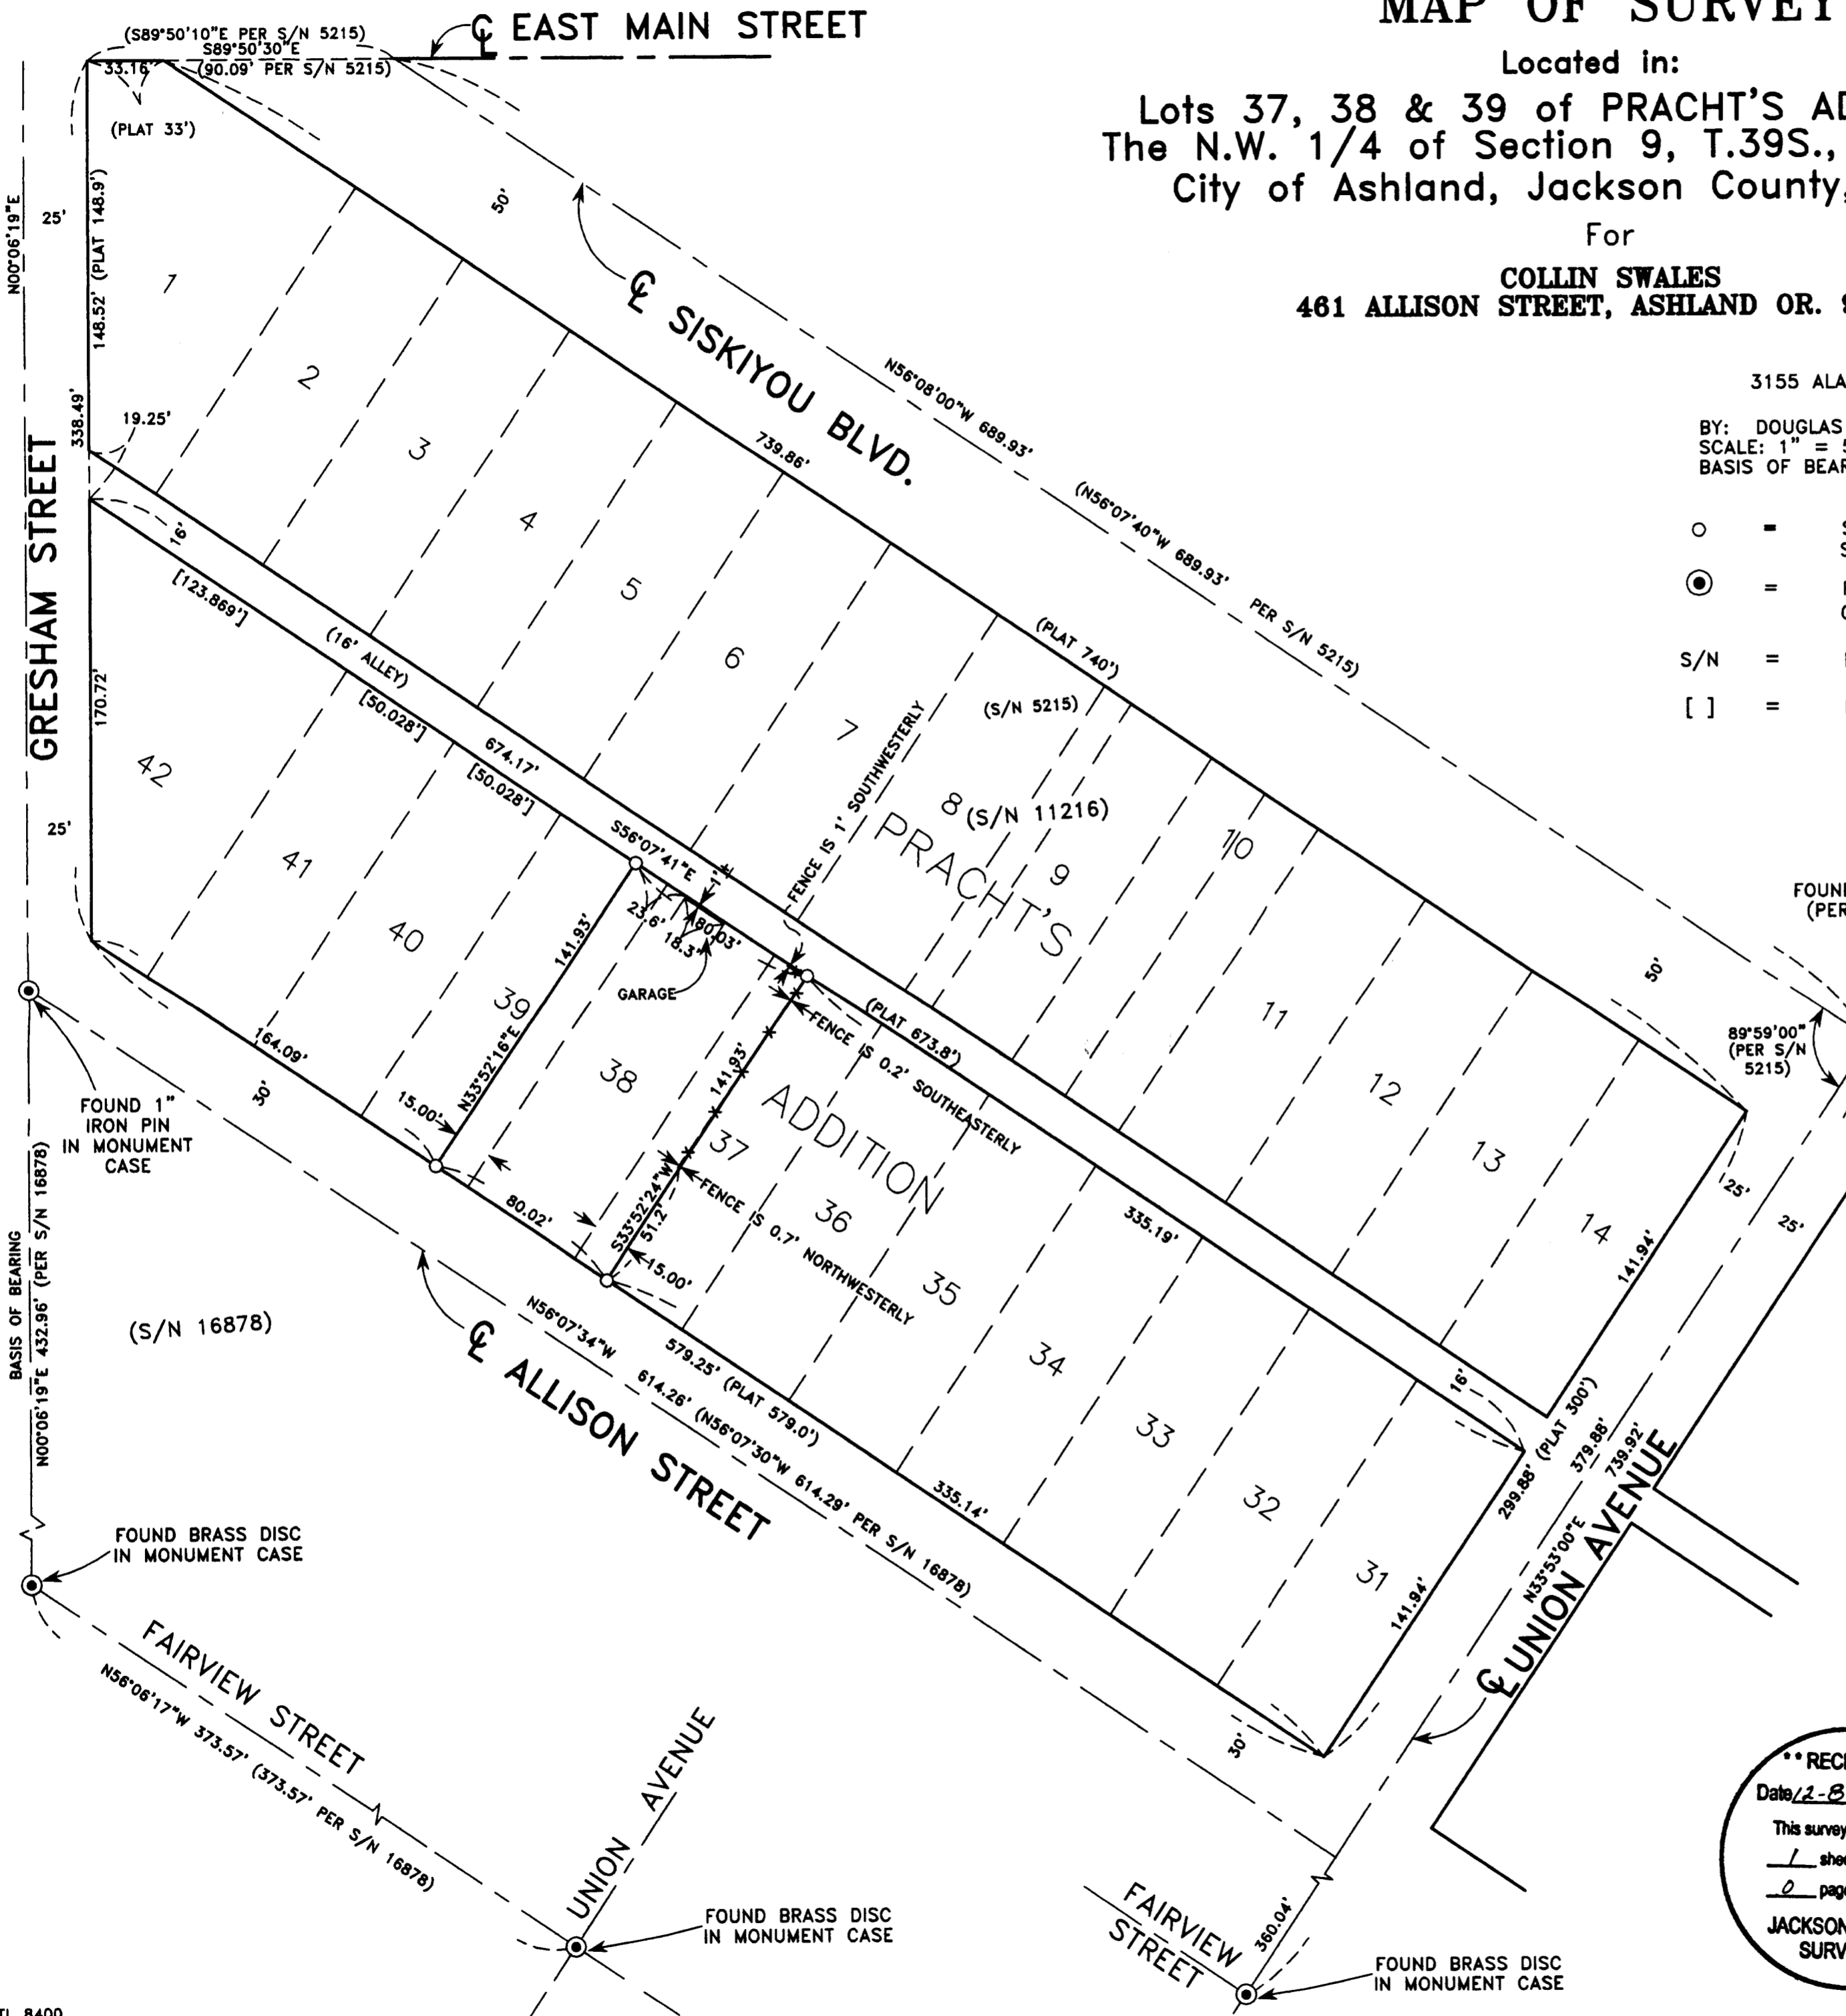 MAP OF SURVEY
Located in:
Lots 37, 38 & 39 of PRACHT'S
The N.W. 1/4 of Section 9, T.39S.,
City of Ashland, Jackson County,
For
COLLIN SWALES
461 ALLISON STREET, ASHLAND OR.
3155
BY: DOUGLAS
SCALE: 1" =
BASIS OF
○ =
=
S/N =
[ ] =
(S89°50'10"E PER S/N 5215)
S89°50'30"E
33.16'
(90.09' PER S/N 5215)
(PLAT 33')
℄ EAST MAIN STREET
N00°06'19"E
25'
148.52' (PLAT 148.9')
338.49'
19.25'
50'
1
2
3
4
5
6
7
8
9
10
11
12
13
14
℄ SISKIYOU BLVD.
N56°08'00"W 689.93'
(N56°07'40"W 689.93' PER S/N 5215)
739.86'
(PLAT 740')
(S/N 5215)
(S/N 11216)
PRACHT'S
ADDITION
GRESHAM STREET
170.72'
25'
16'
[123.869']
(16' ALLEY)
[50.028']
674.17'
[50.028']
S56°07'41"E
1'
FENCE IS 1' SOUTHWESTERLY
23.6'
18.3'
80.03'
GARAGE
(PLAT 673.8')
FENCE IS 0.2' SOUTHEASTERLY
42
41
40
39
38
37
36
35
34
33
32
31
141.93'
N33°52'16"E
141.93'
S33°52'24"W
51.2'
FENCE IS 0.7' NORTHWESTERLY
15.00'
15.00'
80.02'
164.09'
30'
335.19'
335.14'
579.25' (PLAT 579.0')
N56°07'34"W 614.26' (N56°07'30"W 614.29' PER S/N 16878)
℄ ALLISON STREET
FOUND 1"
IRON PIN
IN MONUMENT
CASE
BASIS OF BEARING
N00°06'19"E 432.96' (PER S/N 16878)
(S/N 16878)
FOUND BRASS DISC
IN MONUMENT CASE
FAIRVIEW STREET
N56°06'17"W 373.57' (373.57' PER S/N 16878)
UNION AVENUE
FOUND BRASS DISC
IN MONUMENT CASE
FOUND
(PER
50'
89°59'00"
(PER S/N
5215)
25'
25'
141.94'
16'
299.88' (PLAT 300')
379.88'
739.92'
N33°53'00"E
℄ UNION AVENUE
141.94'
30'
360.04'
FAIRVIEW
STREET
FOUND BRASS DISC
IN MONUMENT CASE
Date 12-8
This survey
1
0
JACKSON
8400